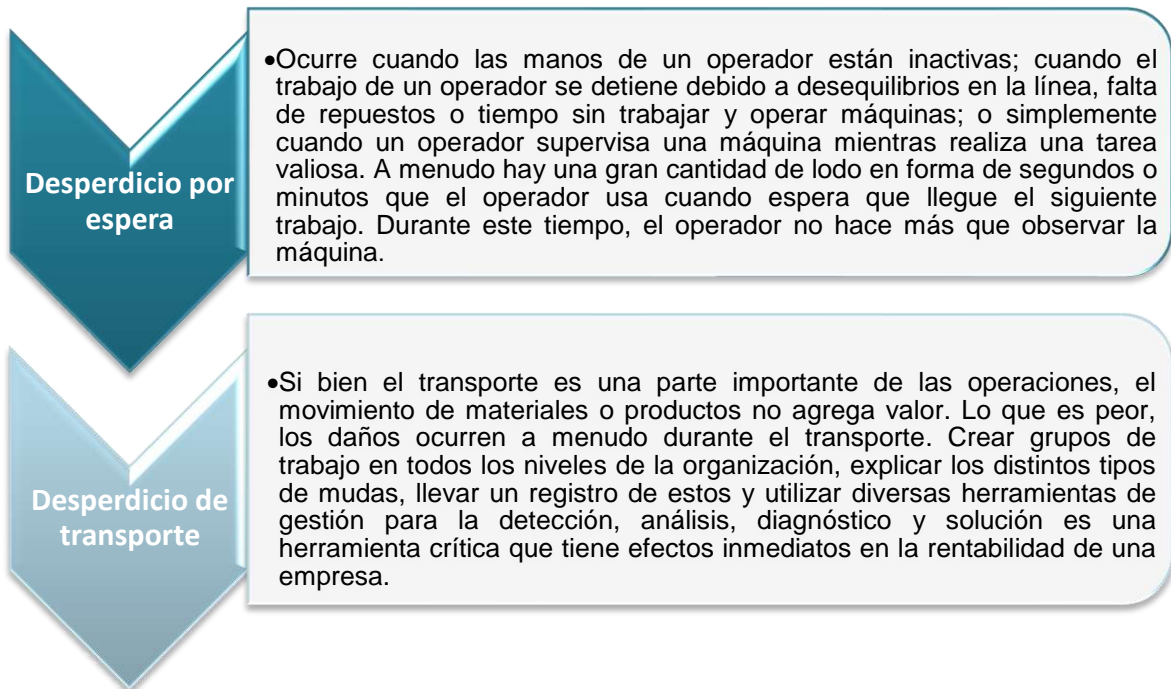 Desperdicio por
espera
•Ocurre cuando las manos de un operador están inactivas; cuando el
trabajo de un operador se detiene debido a desequilibrios en la línea, falta
de repuestos o tiempo sin trabajar y operar máquinas; o simplemente
cuando un operador supervisa una máquina mientras realiza una tarea
valiosa. A menudo hay una gran cantidad de lodo en forma de segundos o
minutos que el operador usa cuando espera que llegue el siguiente
trabajo. Durante este tiempo, el operador no hace más que observar la
máquina.
Desperdicio de
transporte
•Si bien el transporte es una parte importante de las operaciones, el
movimiento de materiales o productos no agrega valor. Lo que es peor,
los daños ocurren a menudo durante el transporte. Crear grupos de
trabajo en todos los niveles de la organización, explicar los distintos tipos
de mudas, llevar un registro de estos y utilizar diversas herramientas de
gestión para la detección, análisis, diagnóstico y solución es una
herramienta crítica que tiene efectos inmediatos en la rentabilidad de una
empresa.